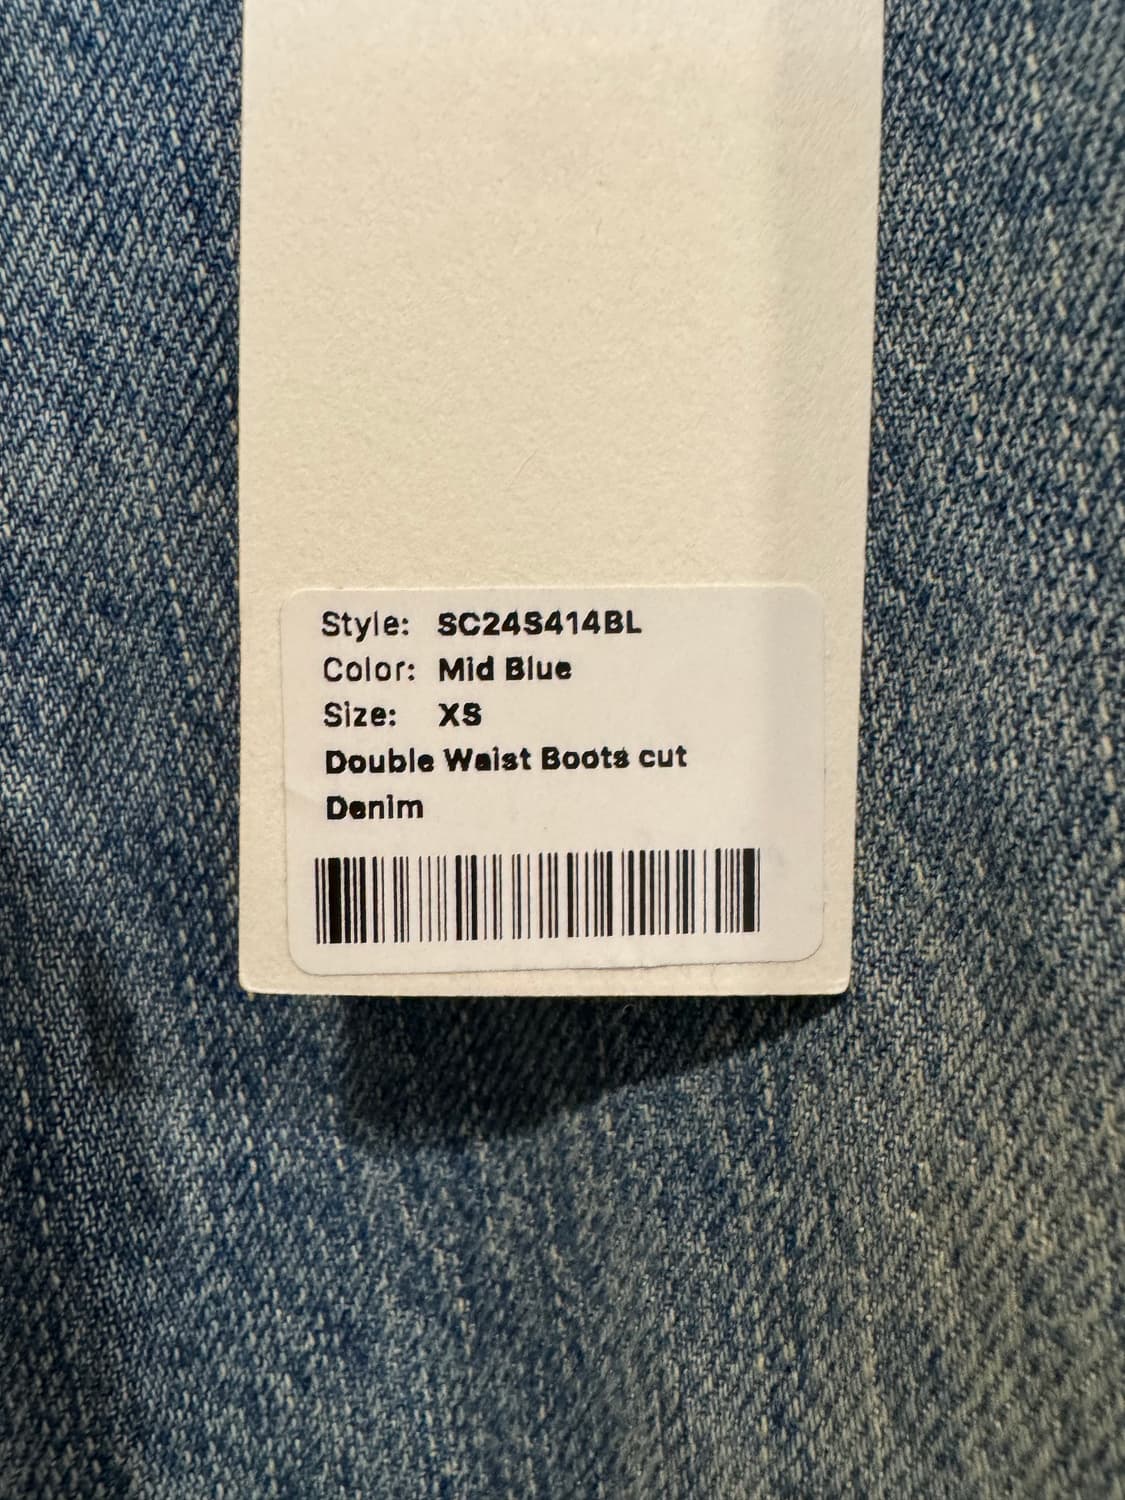 Style: SC24S414BL
Color: Mid Blue
Size: XS
Double Waist Boots cut
Denim